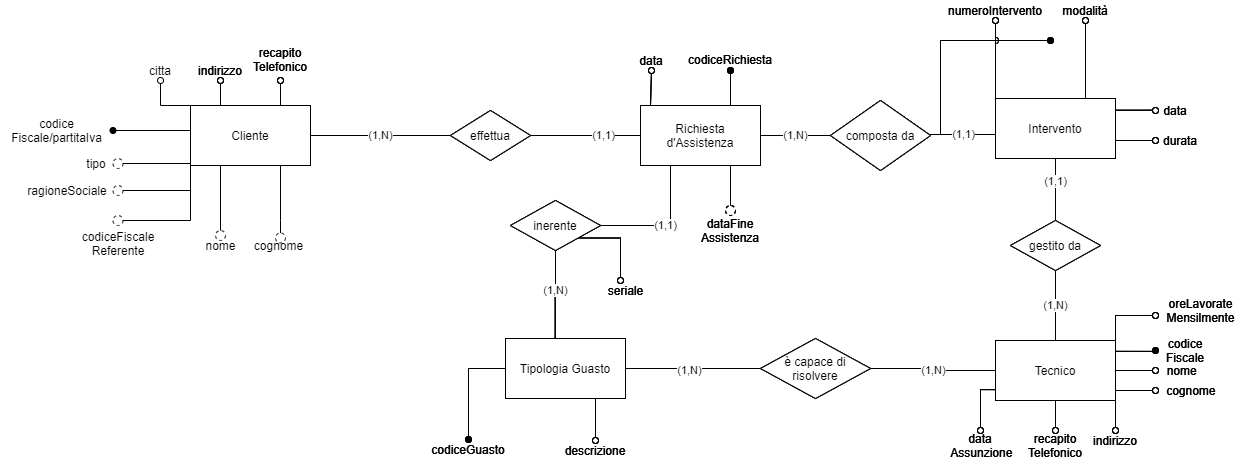 numeroIntervento
modalità
recapito
Telefonico
citta
indirizzo
data
codiceRichiesta
codice
Fiscale/partitaIva
Cliente
(1,N)
effettua
(1,1)
Richiesta
d'Assistenza
(1,N)
composta da
(1,1)
Intervento
data
durata
tipo
ragioneSociale
codiceFiscale
Referente
nome
cognome
inerente
(1,1)
dataFine
Assistenza
(1,1)
gestito da
(1,N)
seriale
(1,N)
oreLavorate
Mensilmente
Tipologia Guasto
(1,N)
è capace di
risolvere
(1,N)
Tecnico
codice
Fiscale
nome
cognome
codiceGuasto
descrizione
data
Assunzione
recapito
Telefonico
indirizzo